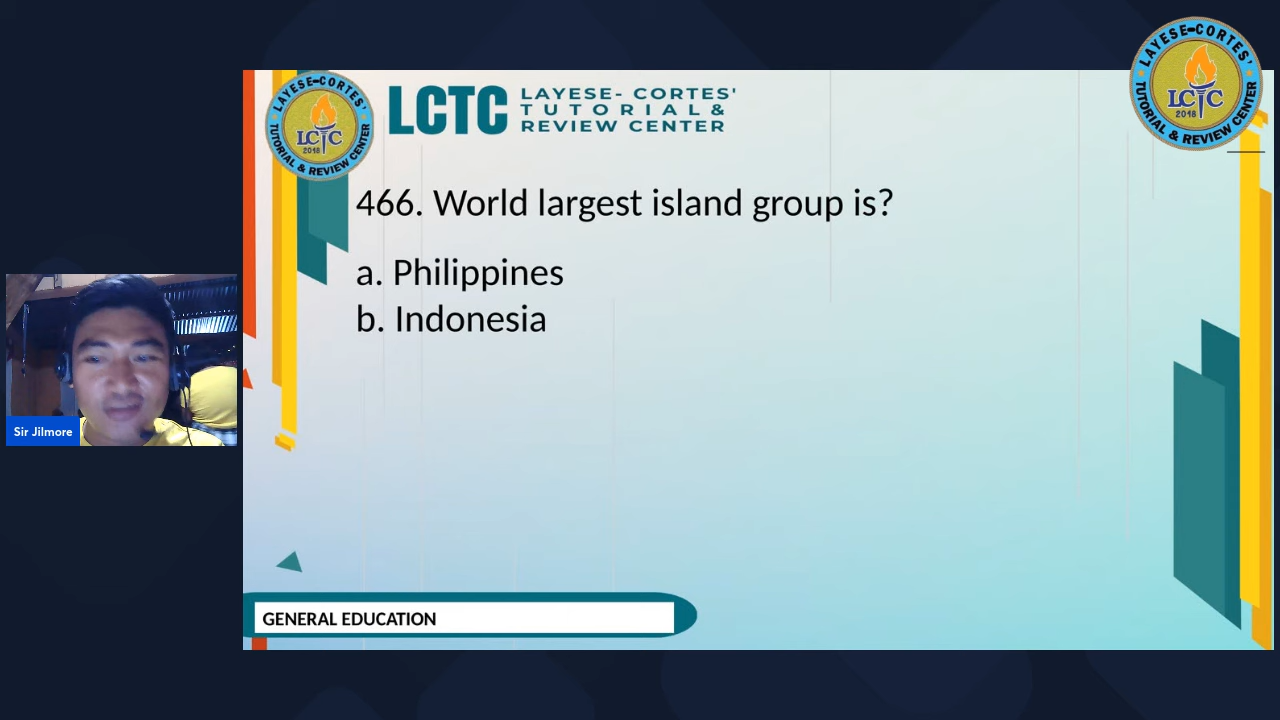 LAYESE-CORTES'
LCTC
2018
TUTORIAL & REVIEW CENTER
LCTC
LAYESE- CORTES'
TUTORIAL &
REVIEW CENTER
LAYESE-CORTES'
LCTC
2018
TUTORIAL & REVIEW CENTER
466. World largest island group is?
a. Philippines
b. Indonesia
Sir Jilmore
GENERAL EDUCATION